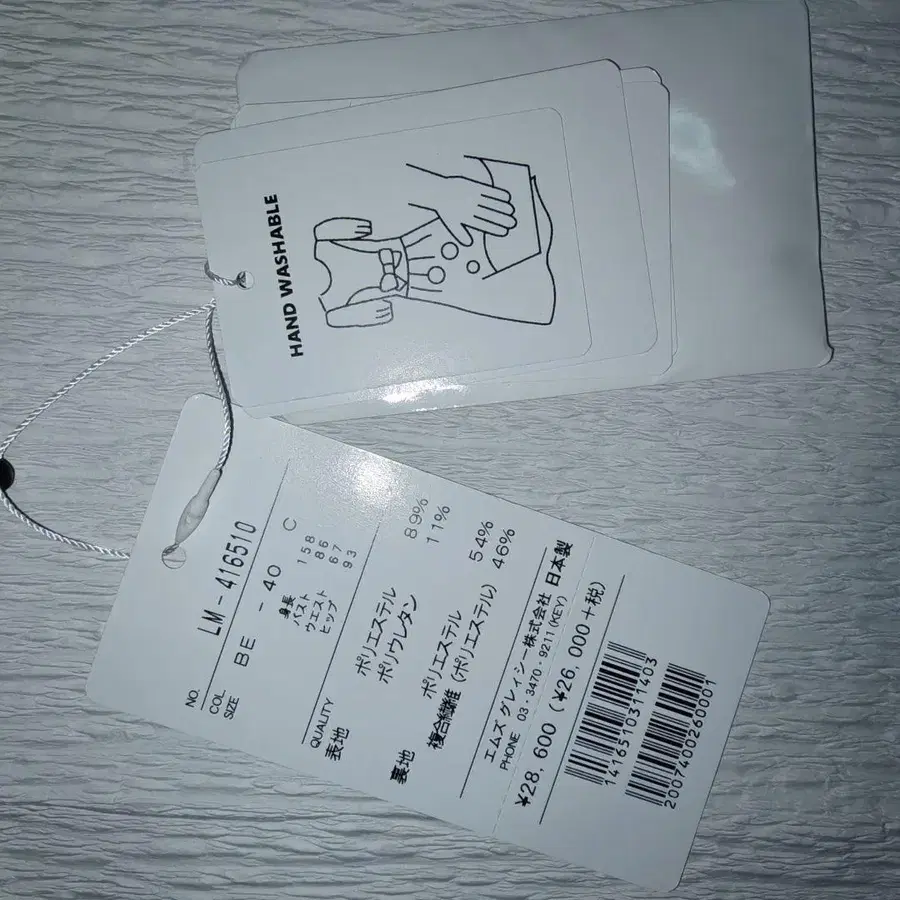 HAND WASHABLE
NO. LM - 416510
COL
SIZE BE - 40 C
身長 158
バスト 86
ウエスト 67
ヒップ 93
QUALITY
表地 ポリエステル 89%
ポリウレタン 11%
裏地 ポリエステル 54%
複合繊維(ポリエステル) 46%
エムズ グレィシー株式会社 日本製
PHONE 03・3470・9211(KEY)
¥28,600 (¥26,000+税)
1416510311403
2007400260001